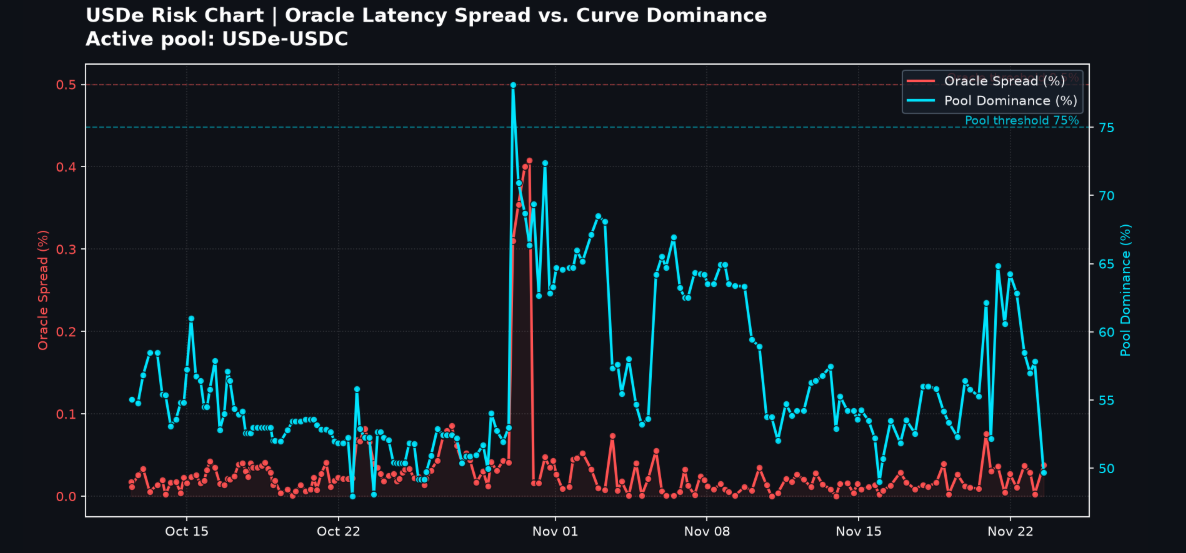 USDe Risk Chart | Oracle Latency Spread vs. Curve Dominance
Active pool: USDe-USDC
Oracle Spread (%)
Pool Dominance (%)
Pool threshold 75%
0.5
0.4
0.3
0.2
0.1
0.0
Oracle Spread (%)
75
70
65
60
55
50
Pool Dominance (%)
Oct 15
Oct 22
Nov 01
Nov 08
Nov 15
Nov 22